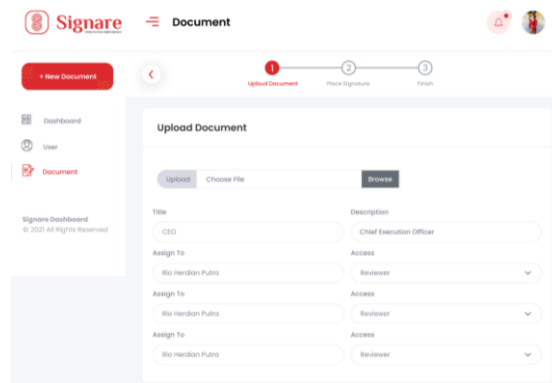 Signare
Document
+ New Document
1
2
3
Upload Document
Place Signature
Finish
Dashboard
User
Document
Signare Dashboard
© 2021 All Rights Reserved
Upload Document
Upload
Choose File
Browse
Title
Description
CEO
Chief Execution Officer
Assign To
Access
Rio Herdian Putra
Reviewer
Assign To
Access
Rio Herdian Putra
Reviewer
Assign To
Access
Rio Herdian Putra
Reviewer